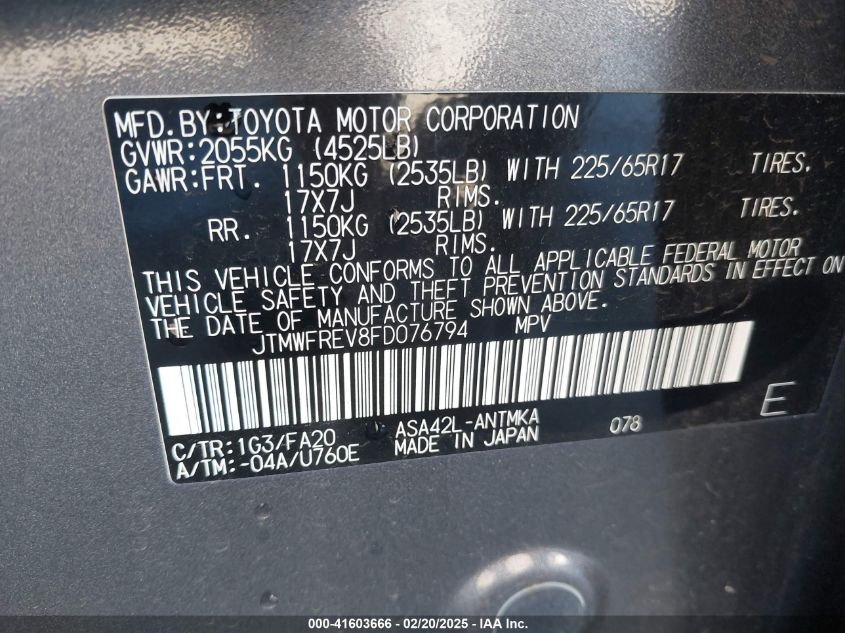 MFD.BY:TOYOTA MOTOR CORPORATION
GVWR:2055KG (4525LB)
GAWR:FRT. 1150KG (2535LB) WITH 225/65R17 TIRES.
17X7J RIMS.
RR. 1150KG (2535LB) WITH 225/65R17 TIRES.
17X7J RIMS.
THIS VEHICLE CONFORMS TO ALL APPLICABLE FEDERAL MOTOR
VEHICLE SAFETY AND THEFT PREVENTION STANDARDS IN EFFECT ON
THE DATE OF MANUFACTURE SHOWN ABOVE.
JTMWFREV8FD076794 MPV
E
C/TR:1G3/FA20 ASA42L-ANTMKA 078
A/TM:-04A/U760E MADE IN JAPAN
000-41603666 - 02/20/2025 - © IAA, Inc.